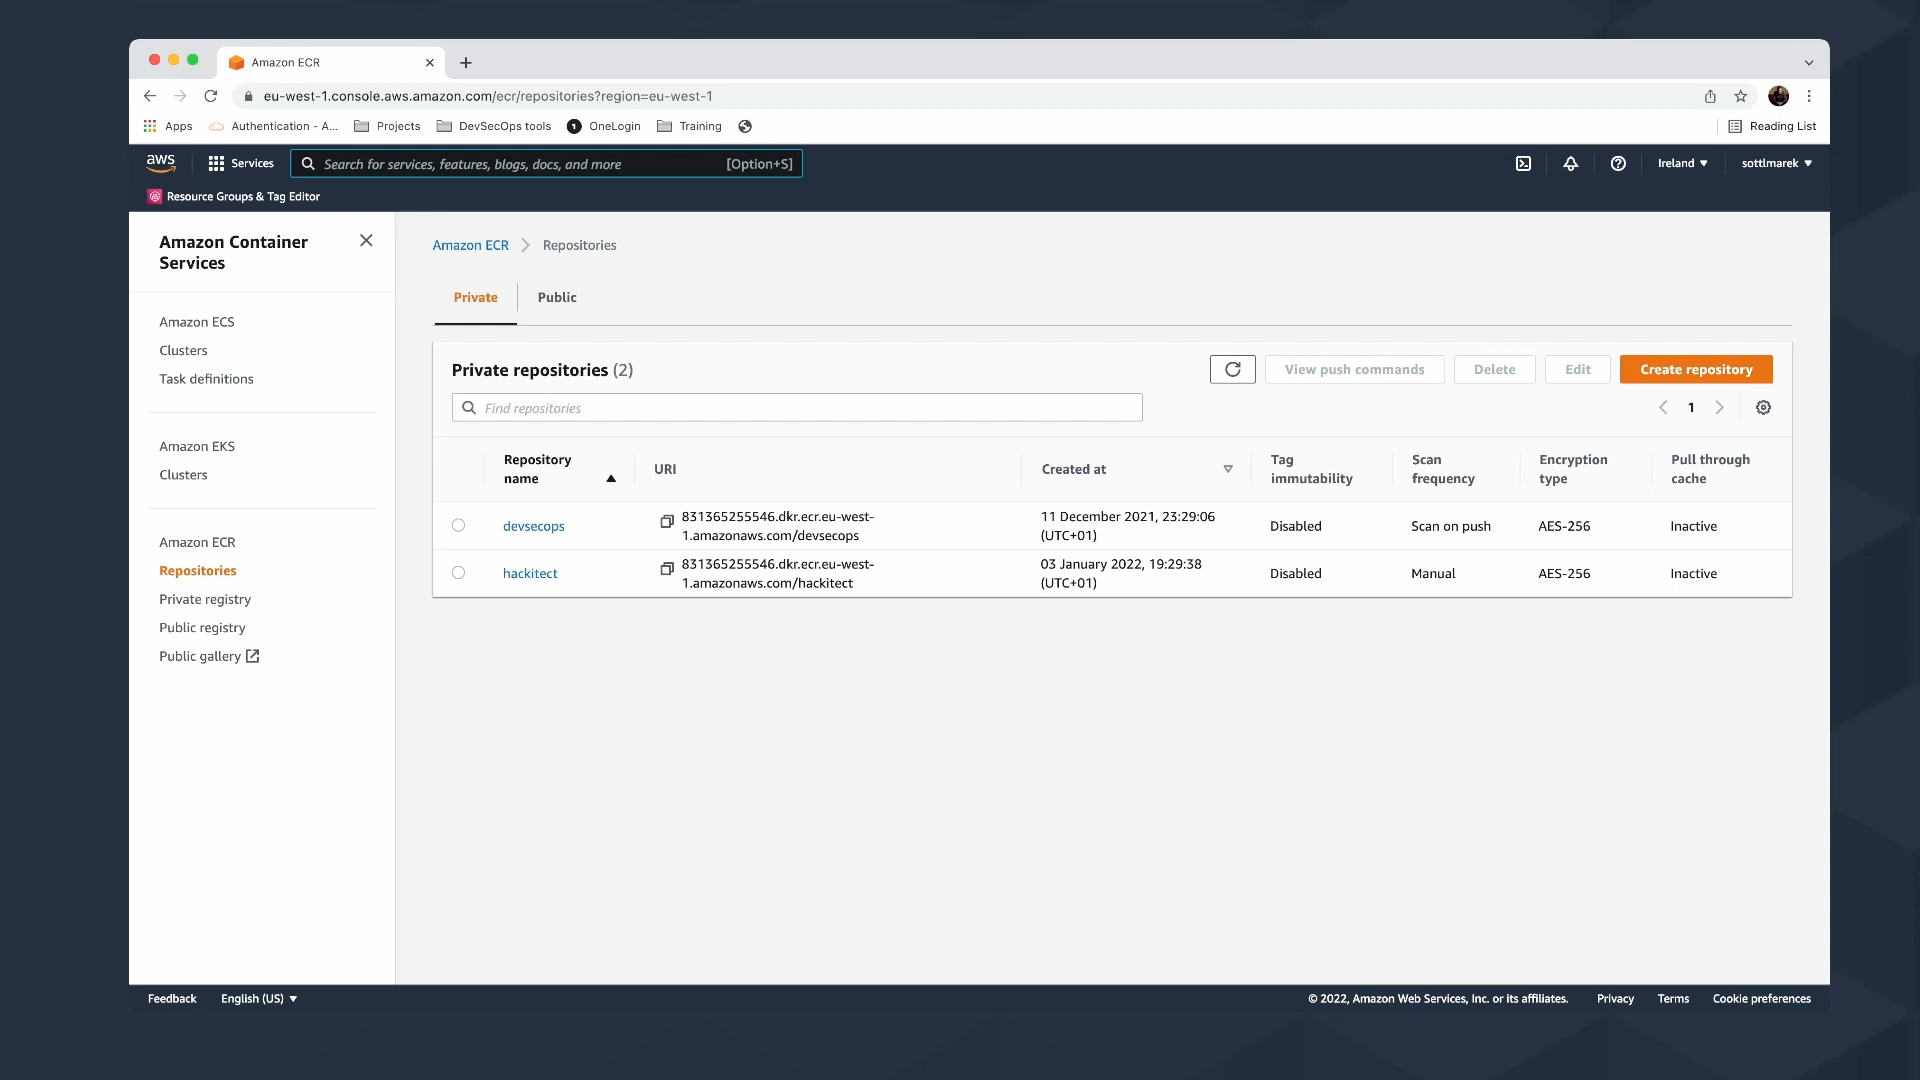 Amazon ECR
eu-west-1.console.aws.amazon.com/ecr/repositories?region=eu-west-1
Apps
Authentication - A...
Projects
DevSecOps tools
1
OneLogin
Training
Reading List
aws
Services
Search for services, features, blogs, docs, and more
[Option+S]
Ireland
sottlmarek
Resource Groups & Tag Editor
Amazon Container
Services
Amazon ECS
Clusters
Task definitions
Amazon EKS
Clusters
Amazon ECR
Repositories
Private registry
Public registry
Public gallery
Amazon ECR
Repositories
Private
Public
Private repositories (2)
View push commands
Delete
Edit
Create repository
Find repositories
1
Repository
name
URI
Created at
Tag
immutability
Scan
frequency
Encryption
type
Pull through
cache
devsecops
831365255546.dkr.ecr.eu-west-
1.amazonaws.com/devsecops
11 December 2021, 23:29:06
(UTC+01)
Disabled
Scan on push
AES-256
Inactive
hackitect
831365255546.dkr.ecr.eu-west-
1.amazonaws.com/hackitect
03 January 2022, 19:29:38
(UTC+01)
Disabled
Manual
AES-256
Inactive
Feedback
English (US)
© 2022, Amazon Web Services, Inc. or its affiliates.
Privacy
Terms
Cookie preferences